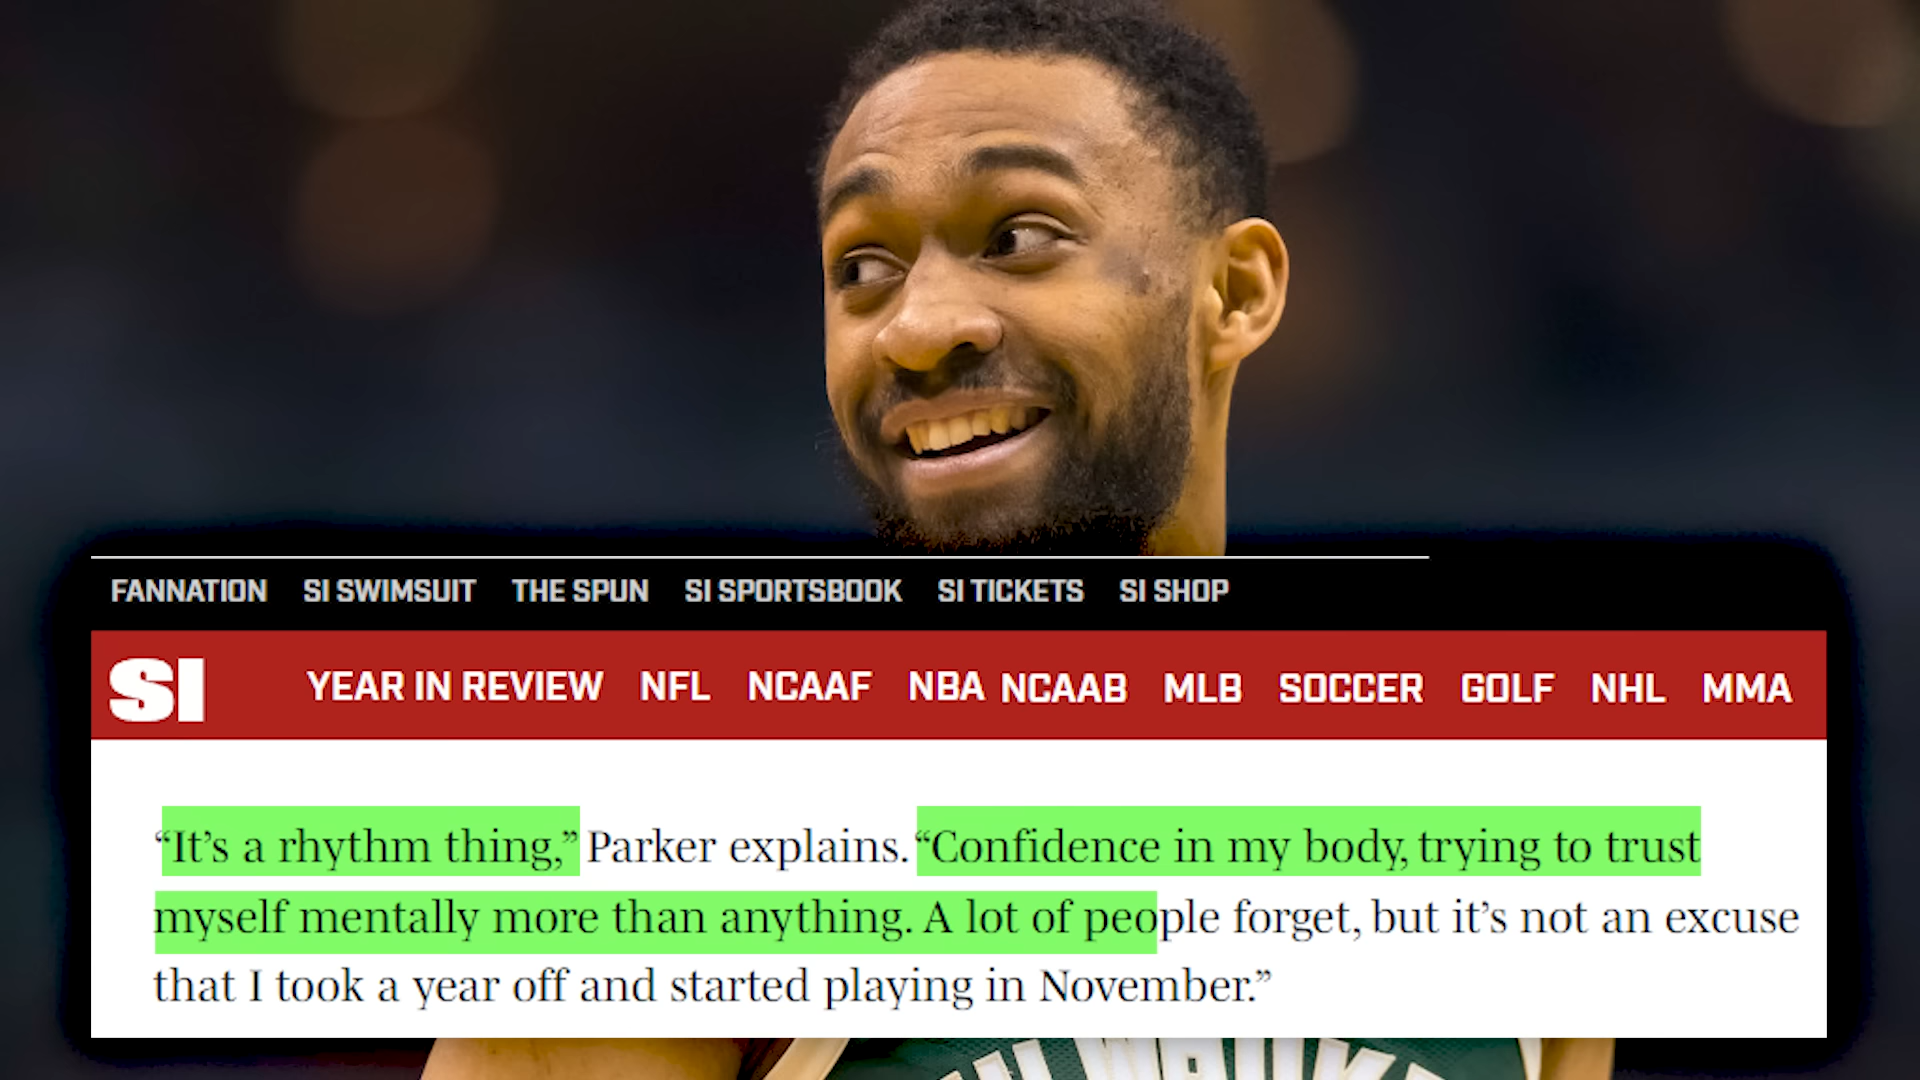 FANNATION SI SWIMSUIT THE SPUN SI SPORTSBOOK SI TICKETS SI SHOP
SI YEAR IN REVIEW NFL NCAAF NBA NCAAB MLB SOCCER GOLF NHL MMA
“It’s a rhythm thing,” Parker explains. “Confidence in my body, trying to trust
myself mentally more than anything. A lot of people forget, but it’s not an excuse
that I took a year off and started playing in November.”